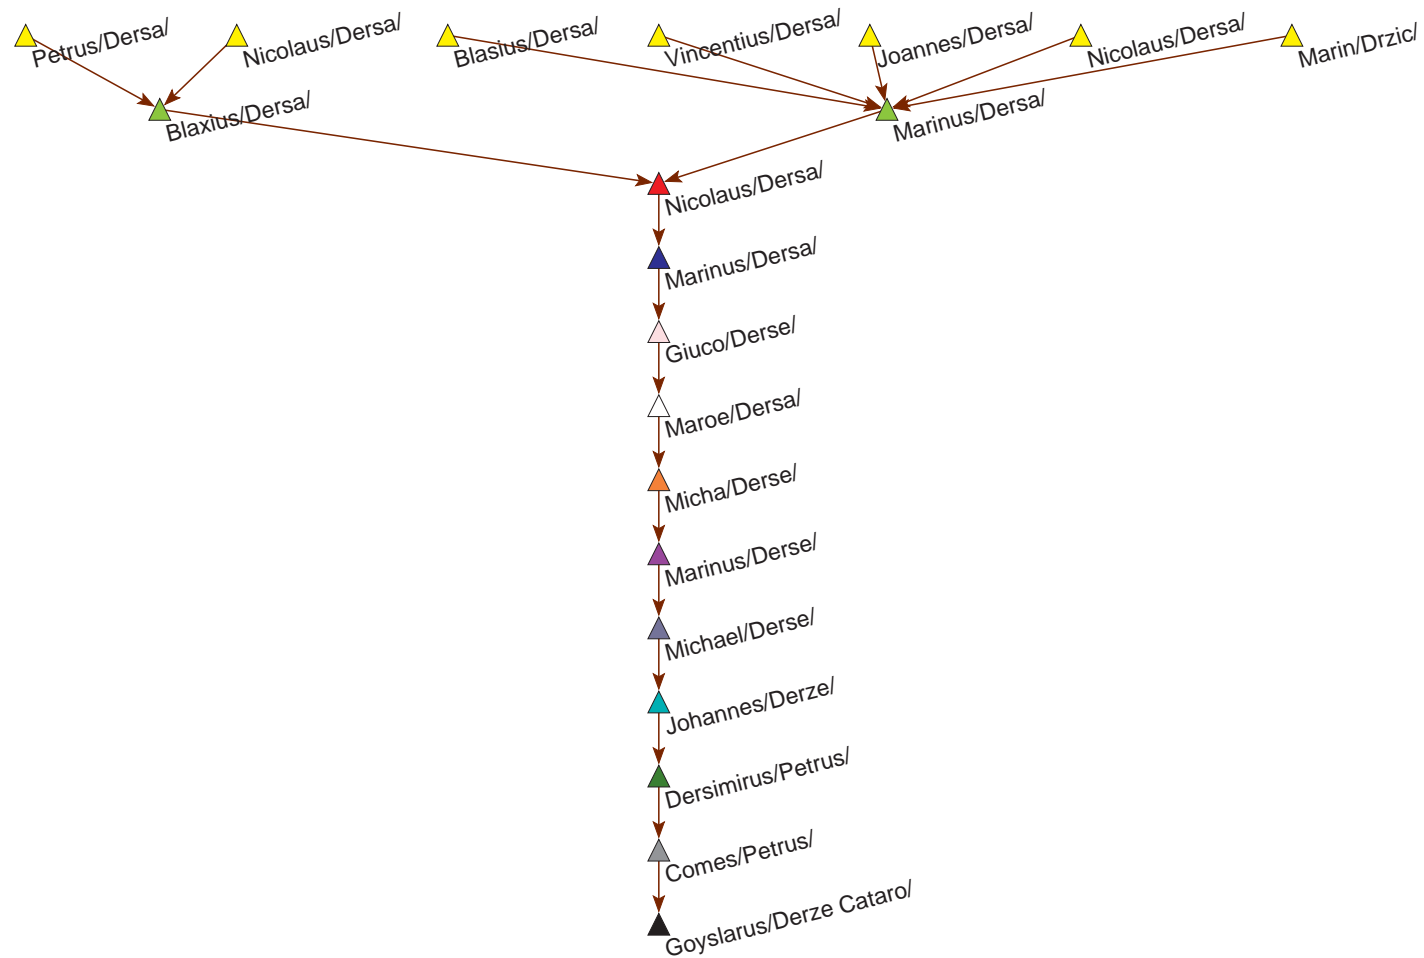 Petrus/Dersa/
Nicolaus/Dersa/
Blasius/Dersa/
Vincentius/Dersa/
Joannes/Dersa/
Nicolaus/Dersa/
Marin/Drzic/
Blaxius/Dersa/
Marinus/Dersa/
Nicolaus/Dersa/
Marinus/Dersa/
Giuco/Derse/
Maroe/Dersa/
Micha/Derse/
Marinus/Derse/
Michael/Derse/
Johannes/Derze/
Dersimirus/Petrus/
Comes/Petrus/
Goyslarus/Derze Cataro/